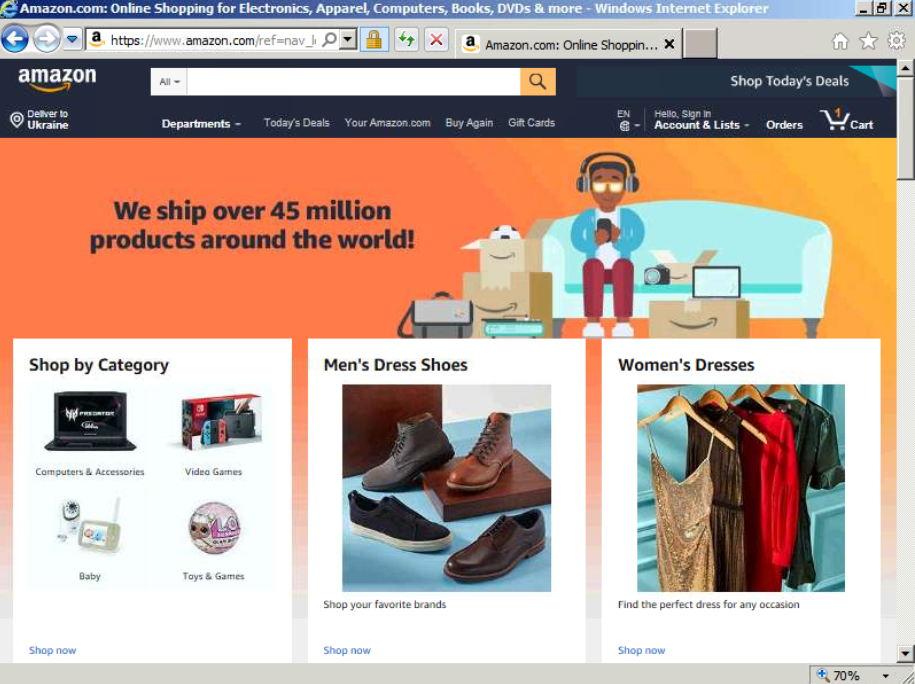 Amazon.com: Online Shopping for Electronics, Apparel, Computers, Books, DVDs & more - Windows Internet Explorer
https://www.amazon.com/ref=nav_
Amazon.com: Online Shoppin...
amazon
All
Shop Today's Deals
Deliver to
Ukraine
Departments
Today's Deals
Your Amazon.com
Buy Again
Gift Cards
EN
Hello, Sign in
Account & Lists
Orders
1
Cart
We ship over 45 million
products around the world!
Shop by Category
PREDATOR
Computers & Accessories
Video Games
Baby
Toys & Games
Shop now
Men's Dress Shoes
Shop your favorite brands
Shop now
Women's Dresses
Find the perfect dress for any occasion
Shop now
70%